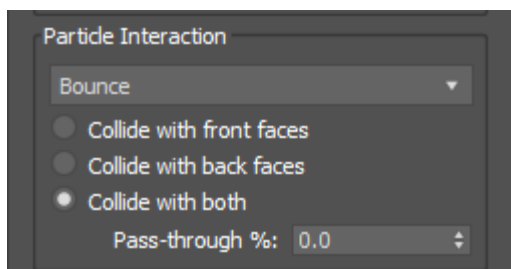 Particle Interaction
Bounce
Collide with front faces
Collide with back faces
Collide with both
Pass-through %: 0.0